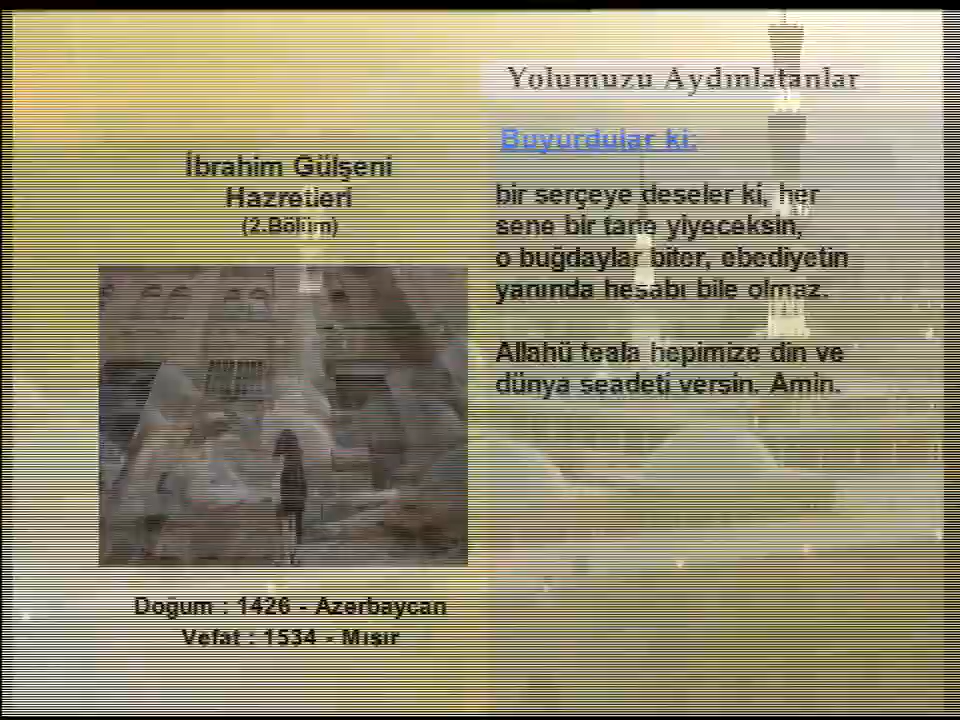 Yolumuzu Aydınlatanlar
İbrahim Gülşeni
Hazretleri
(2.Bölüm)
Doğum : 1426 - Azerbaycan
Vefat : 1534 - Mısır
Buyurdular ki:
bir serçeye deseler ki, her
sene bir tane yiyeceksin,
o buğdaylar biter, ebediyetin
yanında hesabı bile olmaz.
Allahü teala hepimize din ve
dünya seadeti versin. Amin.